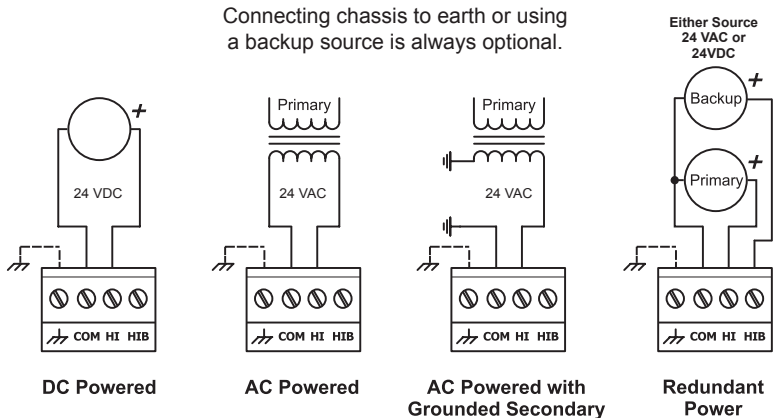 Connecting chassis to earth or using
a backup source is always optional.
Either Source
24 VAC or
24VDC
+
24 VDC
COM HI HIB
DC Powered
Primary
24 VAC
COM HI HIB
AC Powered
Primary
24 VAC
COM HI HIB
AC Powered with
Grounded Secondary
Backup
+
Primary
+
COM HI HIB
Redundant
Power